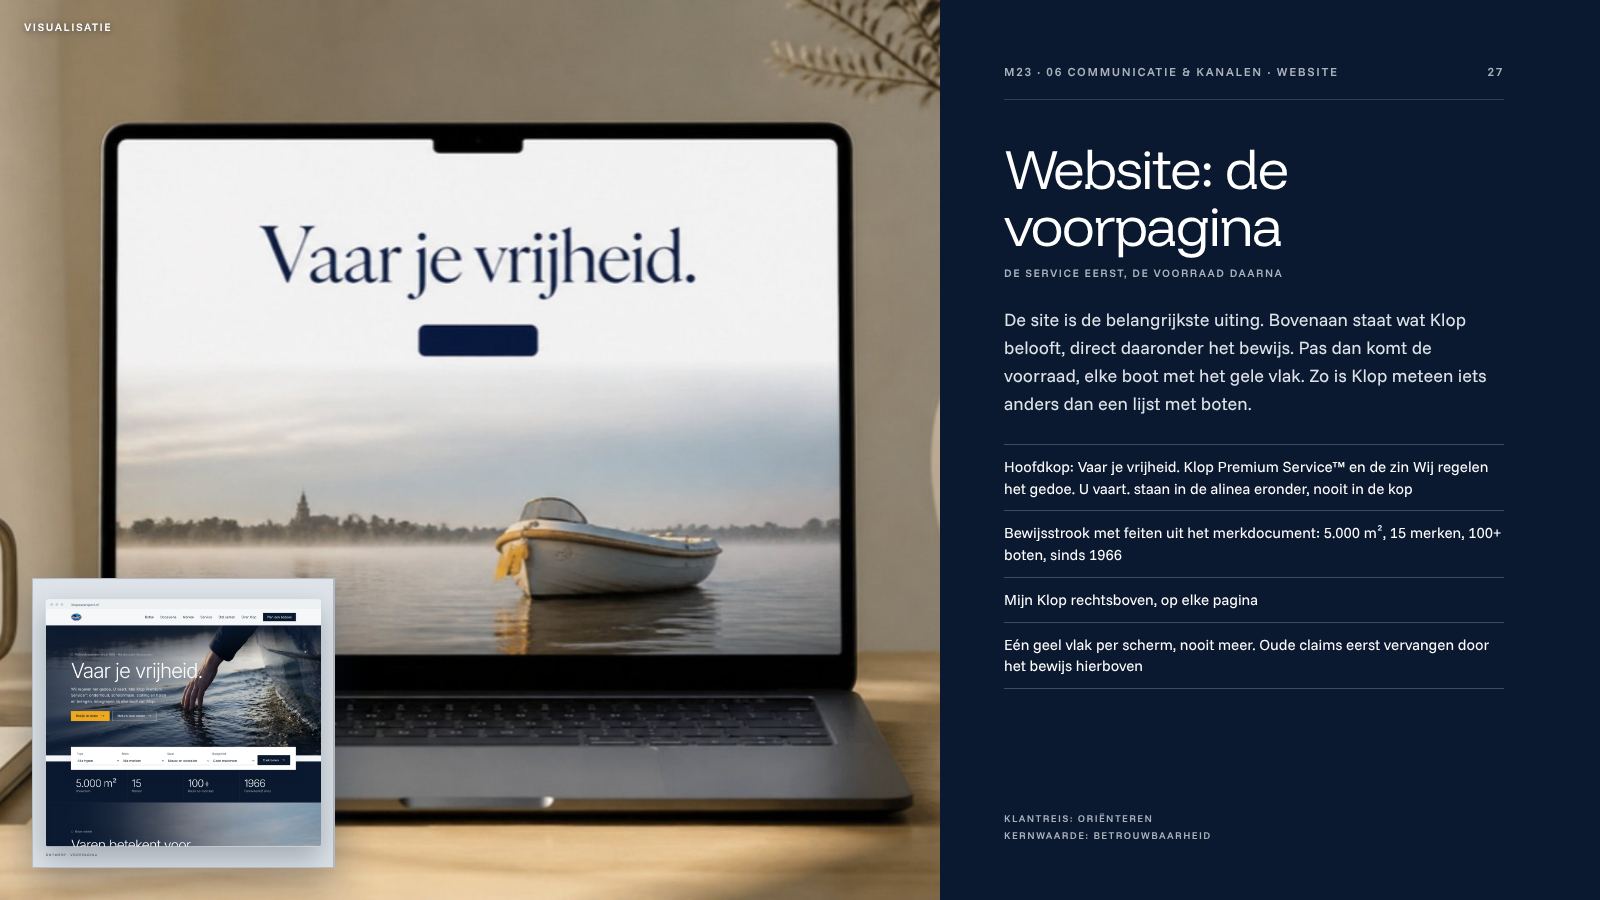 VISUALISATIE
Vaar je vrijheid.
Vaar je vrijheid.
5.000 m²
15
100+
1966
Varen betekent voor
M23 · 06 COMMUNICATIE & KANALEN · WEBSITE
27
Website: de
voorpagina
DE SERVICE EERST, DE VOORRAAD DAARNA
De site is de belangrijkste uiting. Bovenaan staat wat Klop
belooft, direct daaronder het bewijs. Pas dan komt de
voorraad, elke boot met het gele vlak. Zo is Klop meteen iets
anders dan een lijst met boten.
Hoofdkop: Vaar je vrijheid. Klop Premium Service™ en de zin Wij regelen
het gedoe. U vaart. staan in de alinea eronder, nooit in de kop
Bewijsstrook met feiten uit het merkdocument: 5.000 m², 15 merken, 100+
boten, sinds 1966
Mijn Klop rechtsboven, op elke pagina
Eén geel vlak per scherm, nooit meer. Oude claims eerst vervangen door
het bewijs hierboven
KLANTREIS: ORIËNTEREN
KERNWAARDE: BETROUWBAARHEID